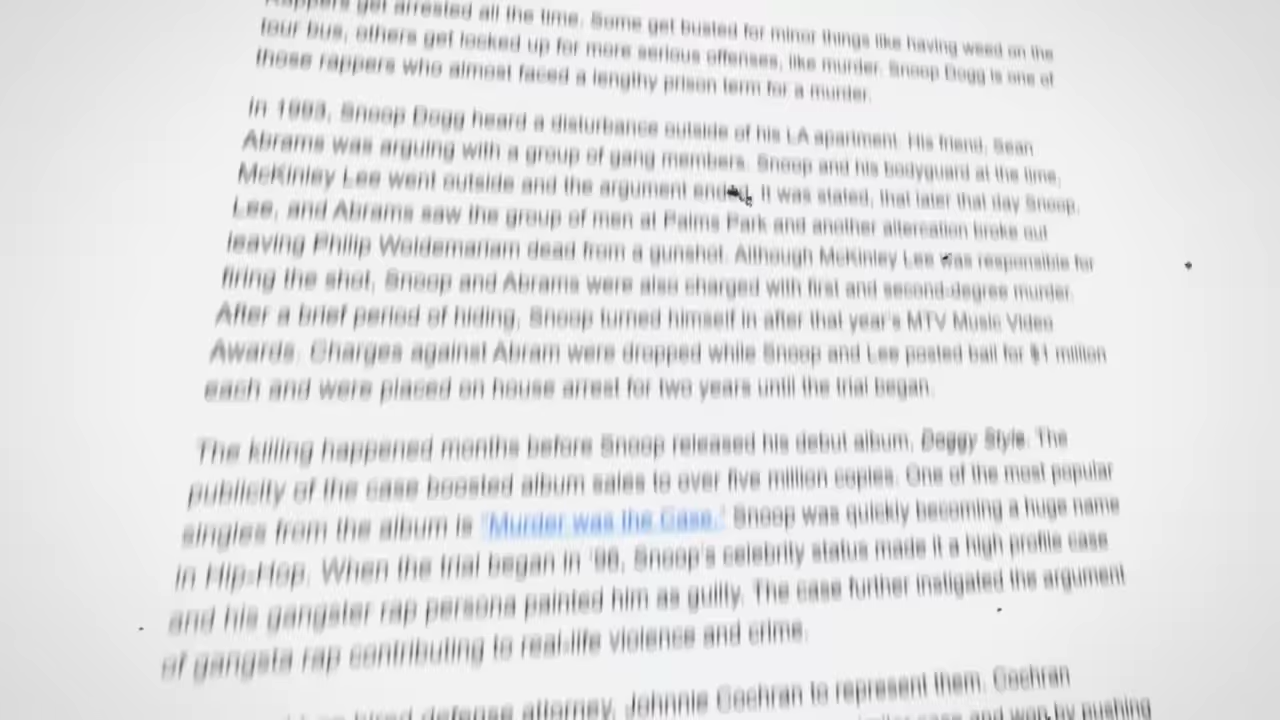 Rappers get arrested all the time. Some get busted for minor things like having weed on the
tour bus, others get locked up for more serious offenses, like murder. Snoop Dogg is one of
those rappers who almost faced a lengthy prison term for a murder.
In 1993, Snoop Dogg heard a disturbance outside of his LA apartment. His friend, Sean
Abrams was arguing with a group of gang members. Snoop and his bodyguard at the time,
McKinley Lee went outside and the argument ended. It was stated, that later that day Snoop,
Lee, and Abrams saw the group of men at Palms Park and another altercation broke out
leaving Philip Woldemariam dead from a gunshot. Although McKinley Lee was responsible for
firing the shot, Snoop and Abrams were also charged with first and second-degree murder.
After a brief period of hiding, Snoop turned himself in after that year's MTV Music Video
Awards. Charges against Abram were dropped while Snoop and Lee posted bail for $1 million
each and were placed on house arrest for two years until the trial began.
The killing happened months before Snoop released his debut album, Doggy Style. The
publicity of the case boosted album sales to over five million copies. One of the most popular
singles from the album is "Murder was the Case." Snoop was quickly becoming a huge name
in Hip-Hop. When the trial began in '96, Snoop's celebrity status made it a high profile case
and his gangster rap persona painted him as guilty. The case further instigated the argument
of gangsta rap contributing to real-life violence and crime.
hired defense attorney, Johnnie Cochran to represent them. Cochran
case and won by pushing